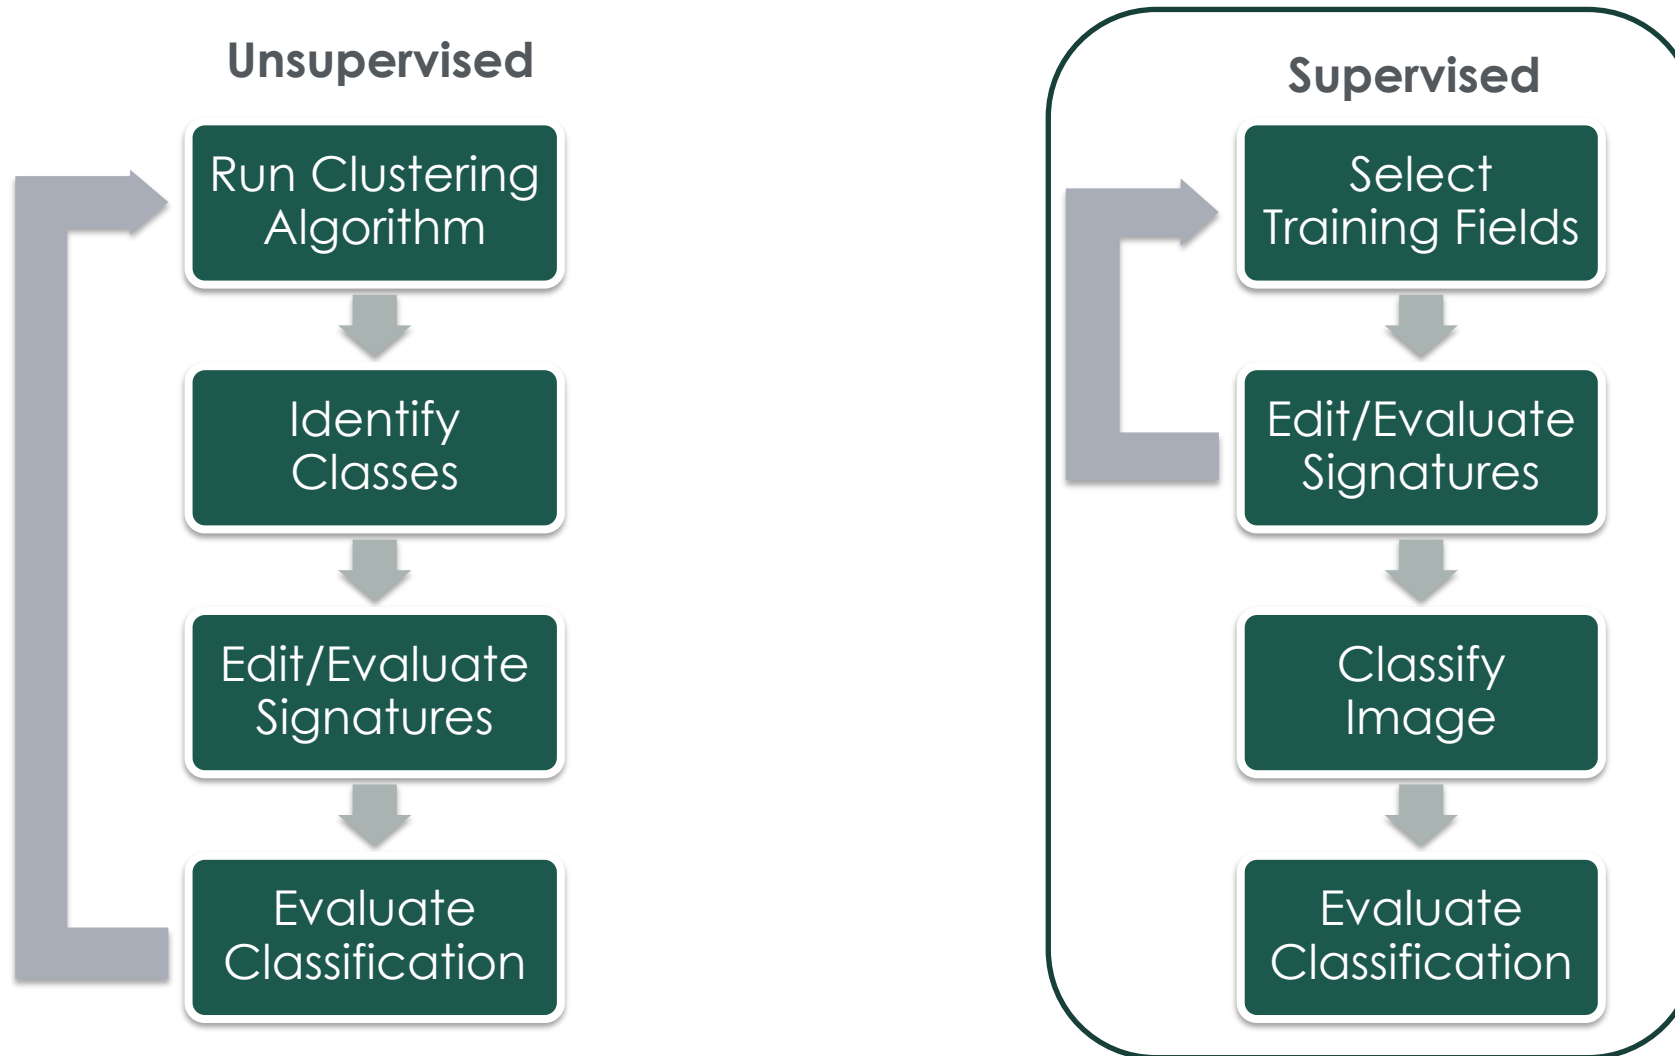 Unsupervised
Run Clustering
Algorithm
Identify
Classes
Edit/Evaluate
Signatures
Evaluate
Classification
Supervised
Select
Training Fields
Edit/Evaluate
Signatures
Classify
Image
Evaluate
Classification